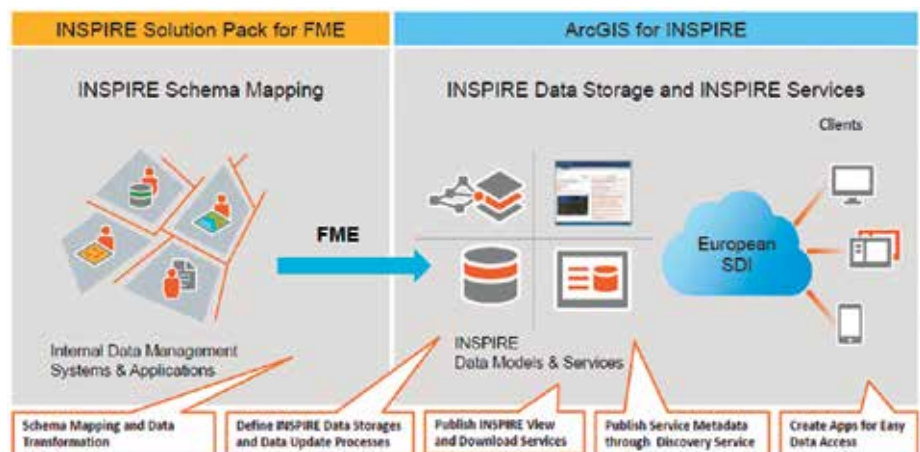 INSPIRE Solution Pack for FME
ArcGIS for INSPIRE
INSPIRE Schema Mapping
INSPIRE Data Storage and INSPIRE Services
Clients
FME
European
SDI
Internal Data Management
Systems & Applications
INSPIRE
Data Models & Services
Schema Mapping and Data
Transformation
Define INSPIRE Data Storages
and Data Update Processes
Publish INSPIRE View
and Download Services
Publish Service Metadata
through Discovery Service
Create Apps for Easy
Data Access